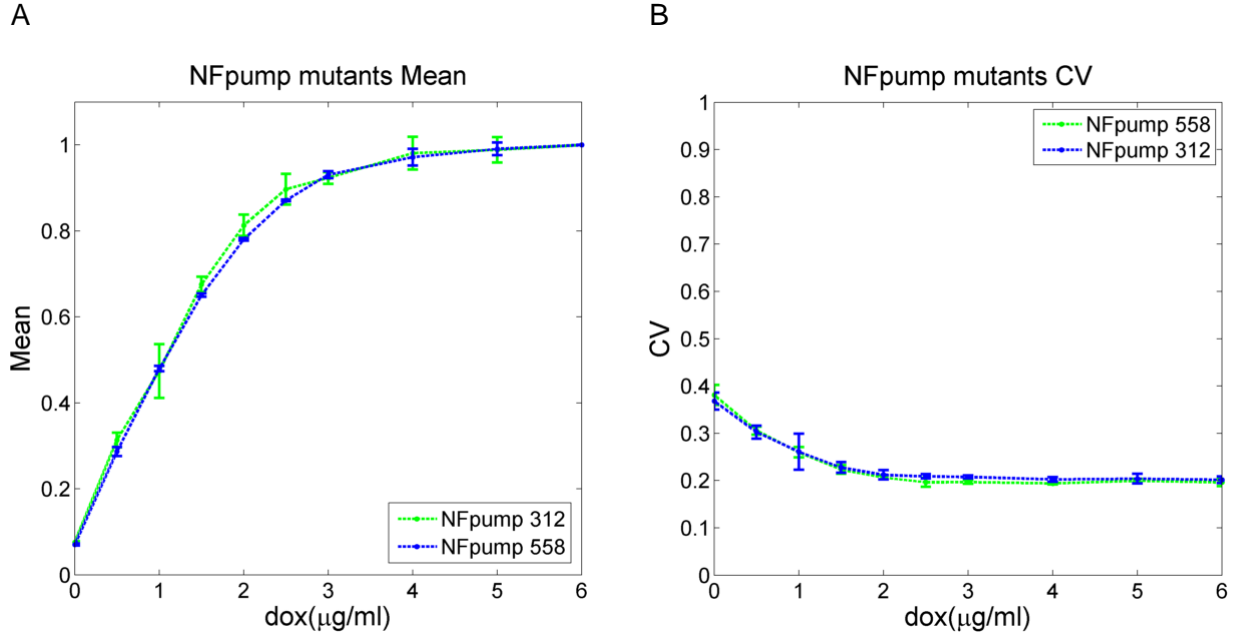 A
NFpump mutants Mean
Mean
1
0.8
0.6
0.4
0.2
0
0 1 2 3 4 5 6
dox(μg/ml)
NFpump 312
NFpump 558
B
NFpump mutants CV
CV
1
0.9
0.8
0.7
0.6
0.5
0.4
0.3
0.2
0.1
0
0 1 2 3 4 5 6
dox(μg/ml)
NFpump 558
NFpump 312